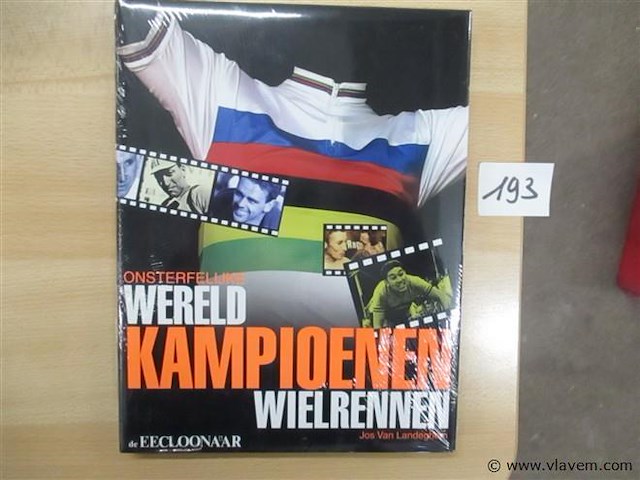 ONSTERFELIJKE
WERELD
KAMPIOENEN
WIELRENNEN
Jos Van Landeghem
de EECLOONAAR
193
© www.vlavem.com